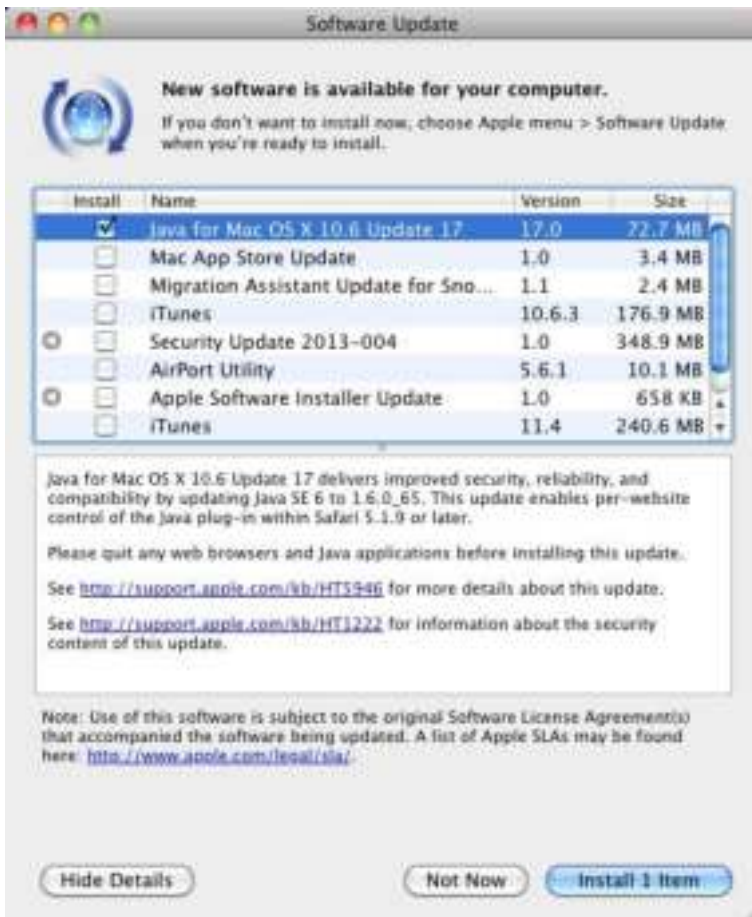 Software Update
New software is available for your computer.
If you don't want to install now, choose Apple menu > Software Update
when you're ready to install.
Install Name Version Size
Java for Mac OS X 10.6 Update 17 17.0 72.7 MB
Mac App Store Update 1.0 3.4 MB
Migration Assistant Update for Sno... 1.1 2.4 MB
iTunes 10.6.3 176.9 MB
Security Update 2013-004 1.0 348.9 MB
AirPort Utility 5.6.1 10.1 MB
Apple Software Installer Update 1.0 658 KB
iTunes 11.4 240.6 MB
Java for Mac OS X 10.6 Update 17 delivers improved security, reliability, and
compatibility by updating Java SE 6 to 1.6.0_65. This update enables per-website
control of the Java plug-in within Safari 5.1.9 or later.
Please quit any web browsers and Java applications before installing this update.
See http://support.apple.com/kb/HT5946 for more details about this update.
See http://support.apple.com/kb/HT1222 for information about the security
content of this update.
Note: Use of this software is subject to the original Software License Agreement(s)
that accompanied the software being updated. A list of Apple SLAs may be found
here: http://www.apple.com/legal/sla/.
Hide Details Not Now Install 1 Item